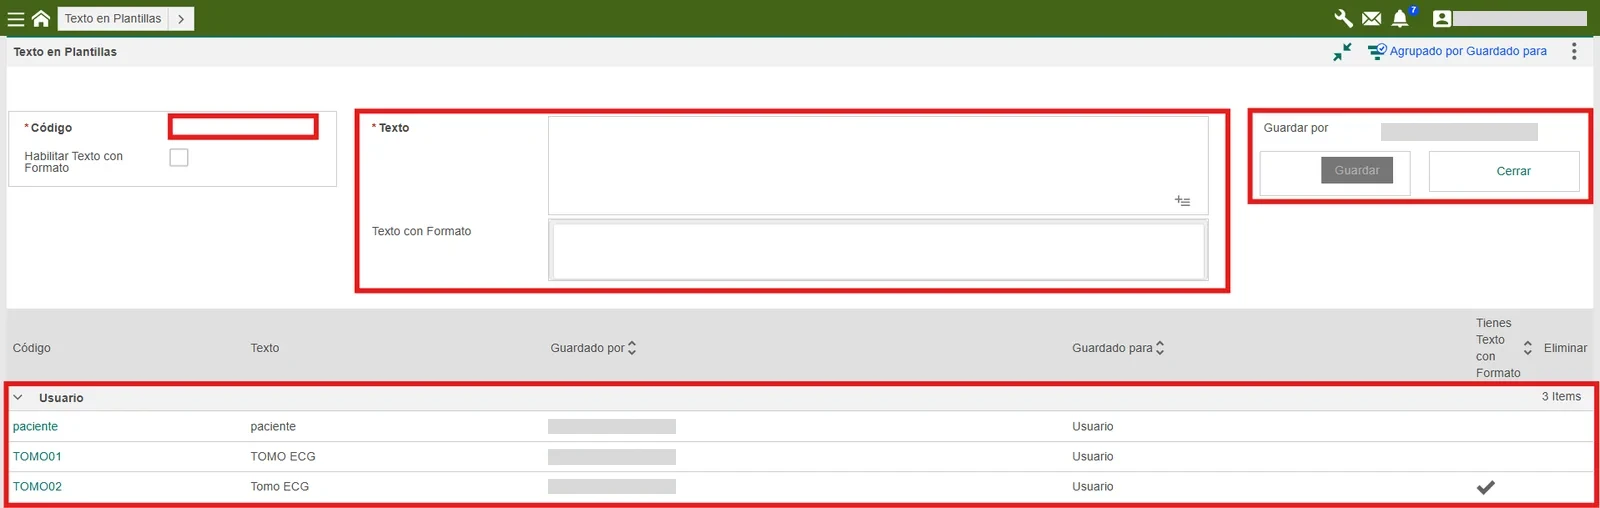 Texto en Plantillas
7
Texto en Plantillas
Agrupado por Guardado para
* Código
Habilitar Texto con
Formato
* Texto
Texto con Formato
Guardar por
Guardar
Cerrar
Código
Texto
Guardado por
Guardado para
Tienes
Texto
con
Formato
Eliminar
Usuario
3 Items
paciente
paciente
Usuario
TOMO01
TOMO ECG
Usuario
TOMO02
Tomo ECG
Usuario